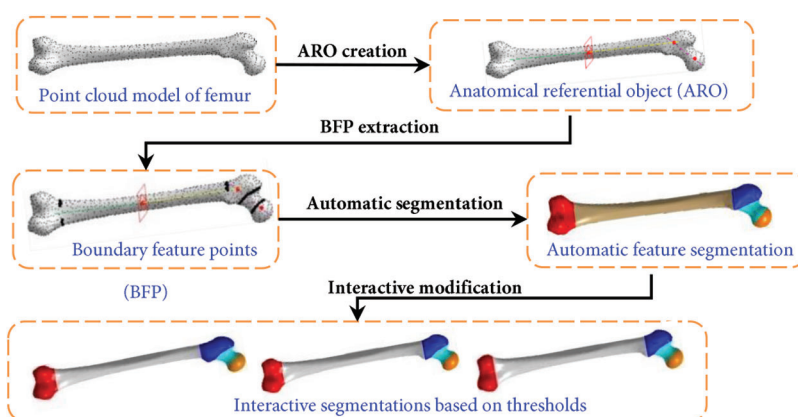 ARO creation
Point cloud model of femur
Anatomical referential object (ARO)
BFP extraction
Automatic segmentation
Boundary feature points
Automatic feature segmentation
(BFP)
Interactive modification
Interactive segmentations based on thresholds